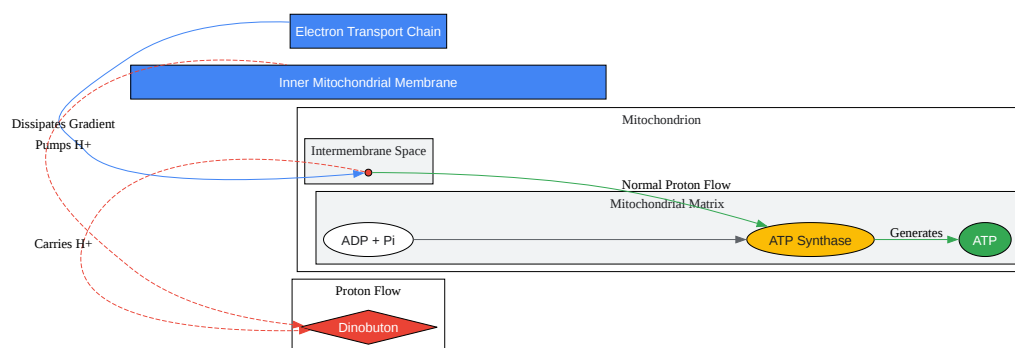 Electron Transport Chain
Inner Mitochondrial Membrane
Mitochondrion
Dissipates Gradient
Pumps H+
Intermembrane Space
Normal Proton Flow
Mitochondrial Matrix
Carries H+
ADP + Pi
ATP Synthase
Generates
ATP
Proton Flow
Dinobuton